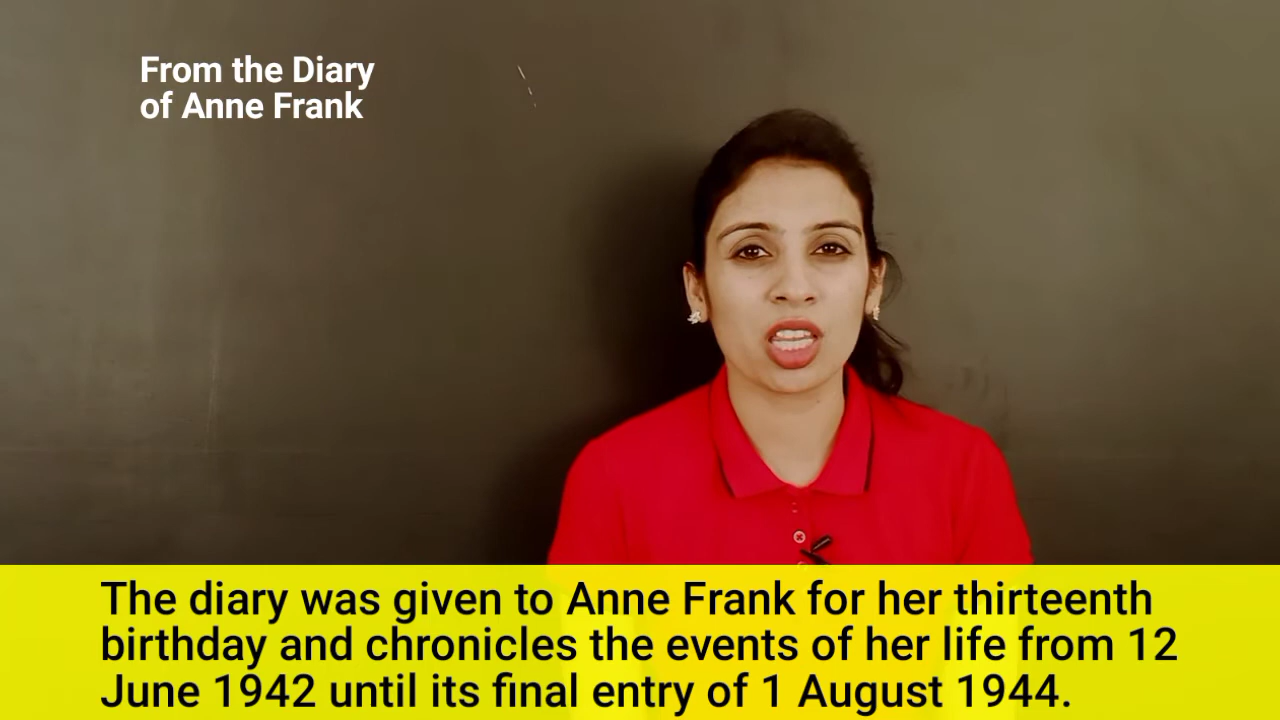 From the Diary
of Anne Frank
The diary was given to Anne Frank for her thirteenth
birthday and chronicles the events of her life from 12
June 1942 until its final entry of 1 August 1944.